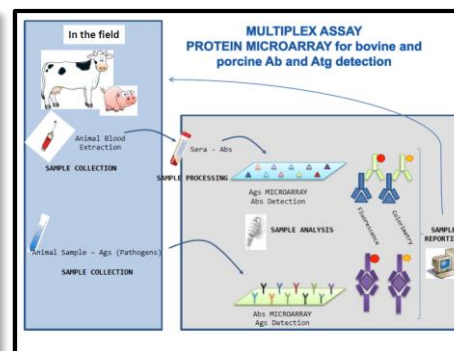 In the field
MULTIPLEX ASSAY
PROTEIN MICROARRAY for bovine and
porcine Ab and Atg detection
Animal Blood
Extraction
SAMPLE COLLECTION
Sera - Abs
SAMPLE PROCESSING
Ags MICROARRAY
Abs Detection
Fluorescence
Colorimetry
SAMPLE ANALYSIS
SAMPLE
REPORTING
Animal Sample - Ags (Pathogens)
SAMPLE COLLECTION
Abs MICROARRAY
Ags Detection